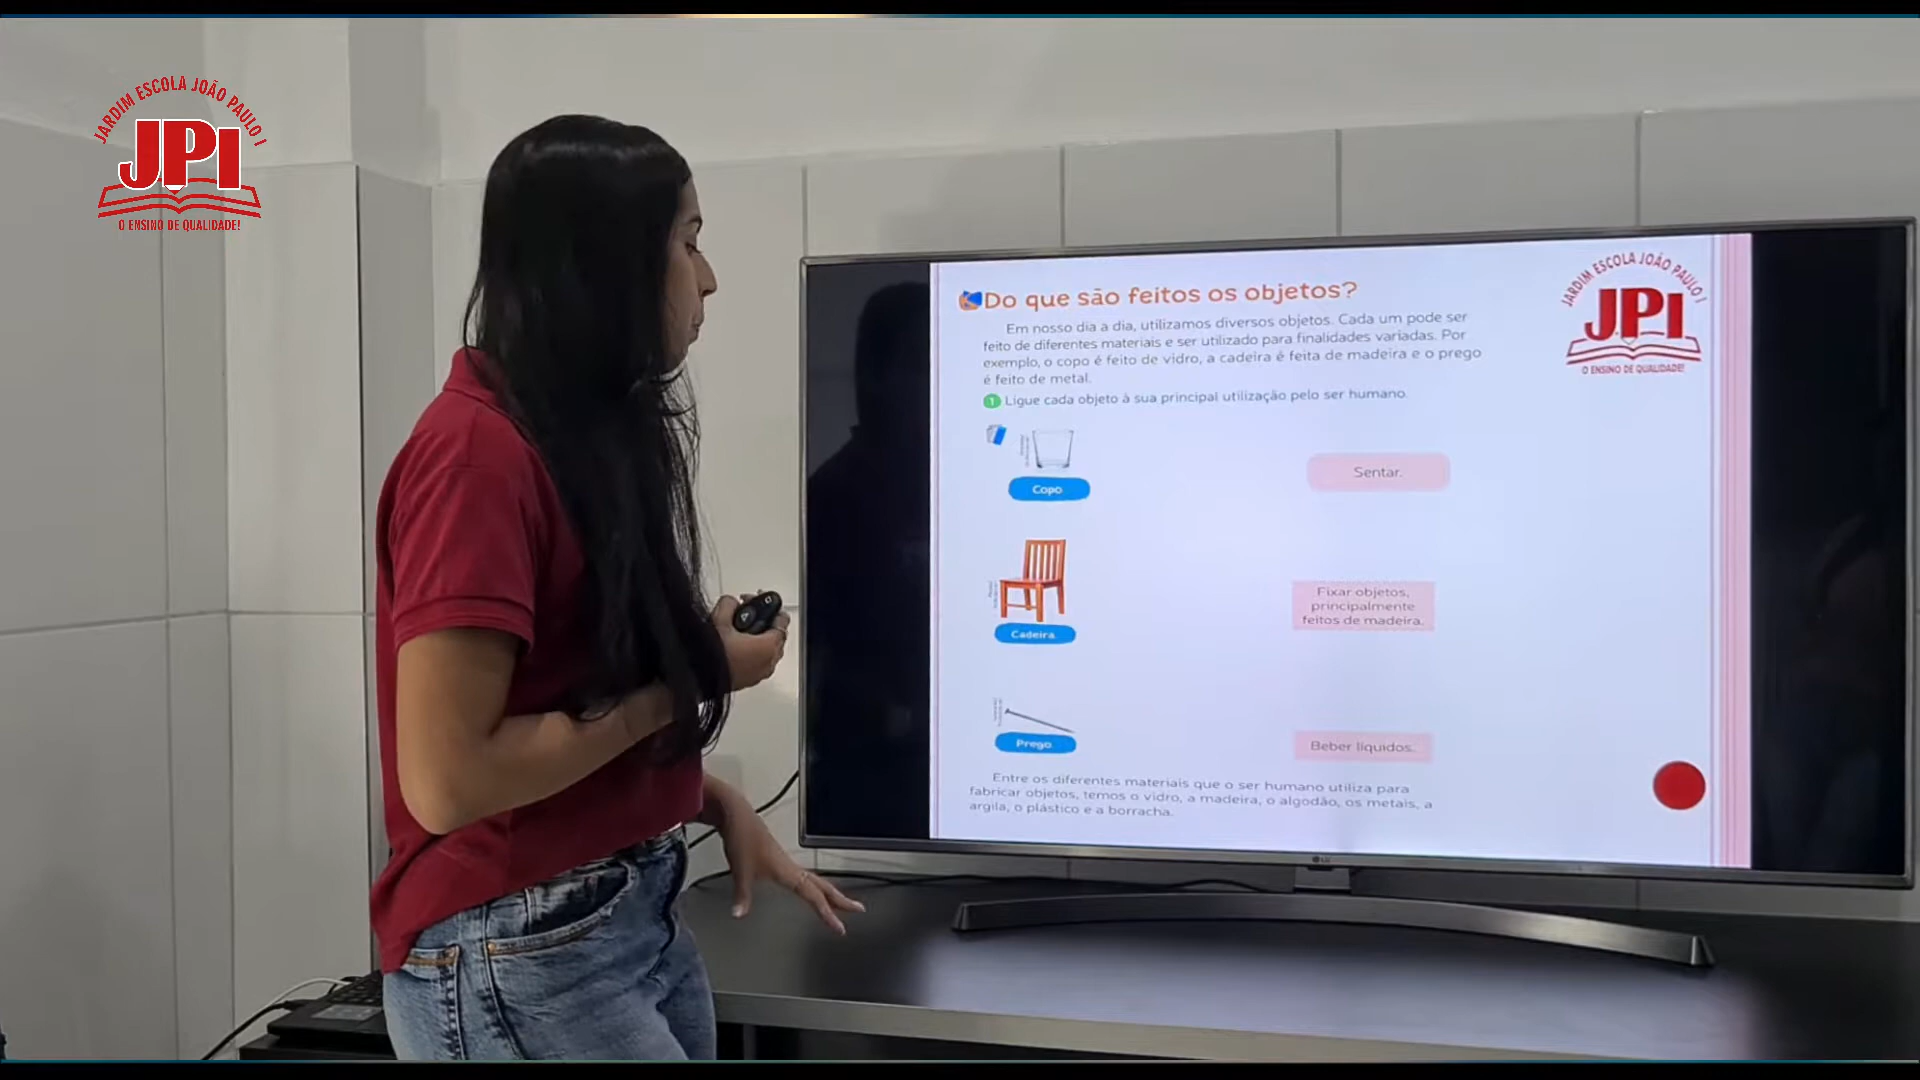 JARDIM ESCOLA JOÃO PAULO I
JPI
O ENSINO DE QUALIDADE!
Do que são feitos os objetos?
Em nosso dia a dia, utilizamos diversos objetos. Cada um pode ser
feito de diferentes materiais e ser utilizado para finalidades variadas. Por
exemplo, o copo é feito de vidro, a cadeira é feita de madeira e o prego
é feito de metal.
1 Ligue cada objeto à sua principal utilização pelo ser humano.
Copo
Sentar.
Cadeira
Fixar objetos,
principalmente
feitos de madeira.
Prego
Beber líquidos.
Entre os diferentes materiais que o ser humano utiliza para
fabricar objetos, temos o vidro, a madeira, o algodão, os metais, a
argila, o plástico e a borracha.
JARDIM ESCOLA JOÃO PAULO I
JPI
O ENSINO DE QUALIDADE!
LG